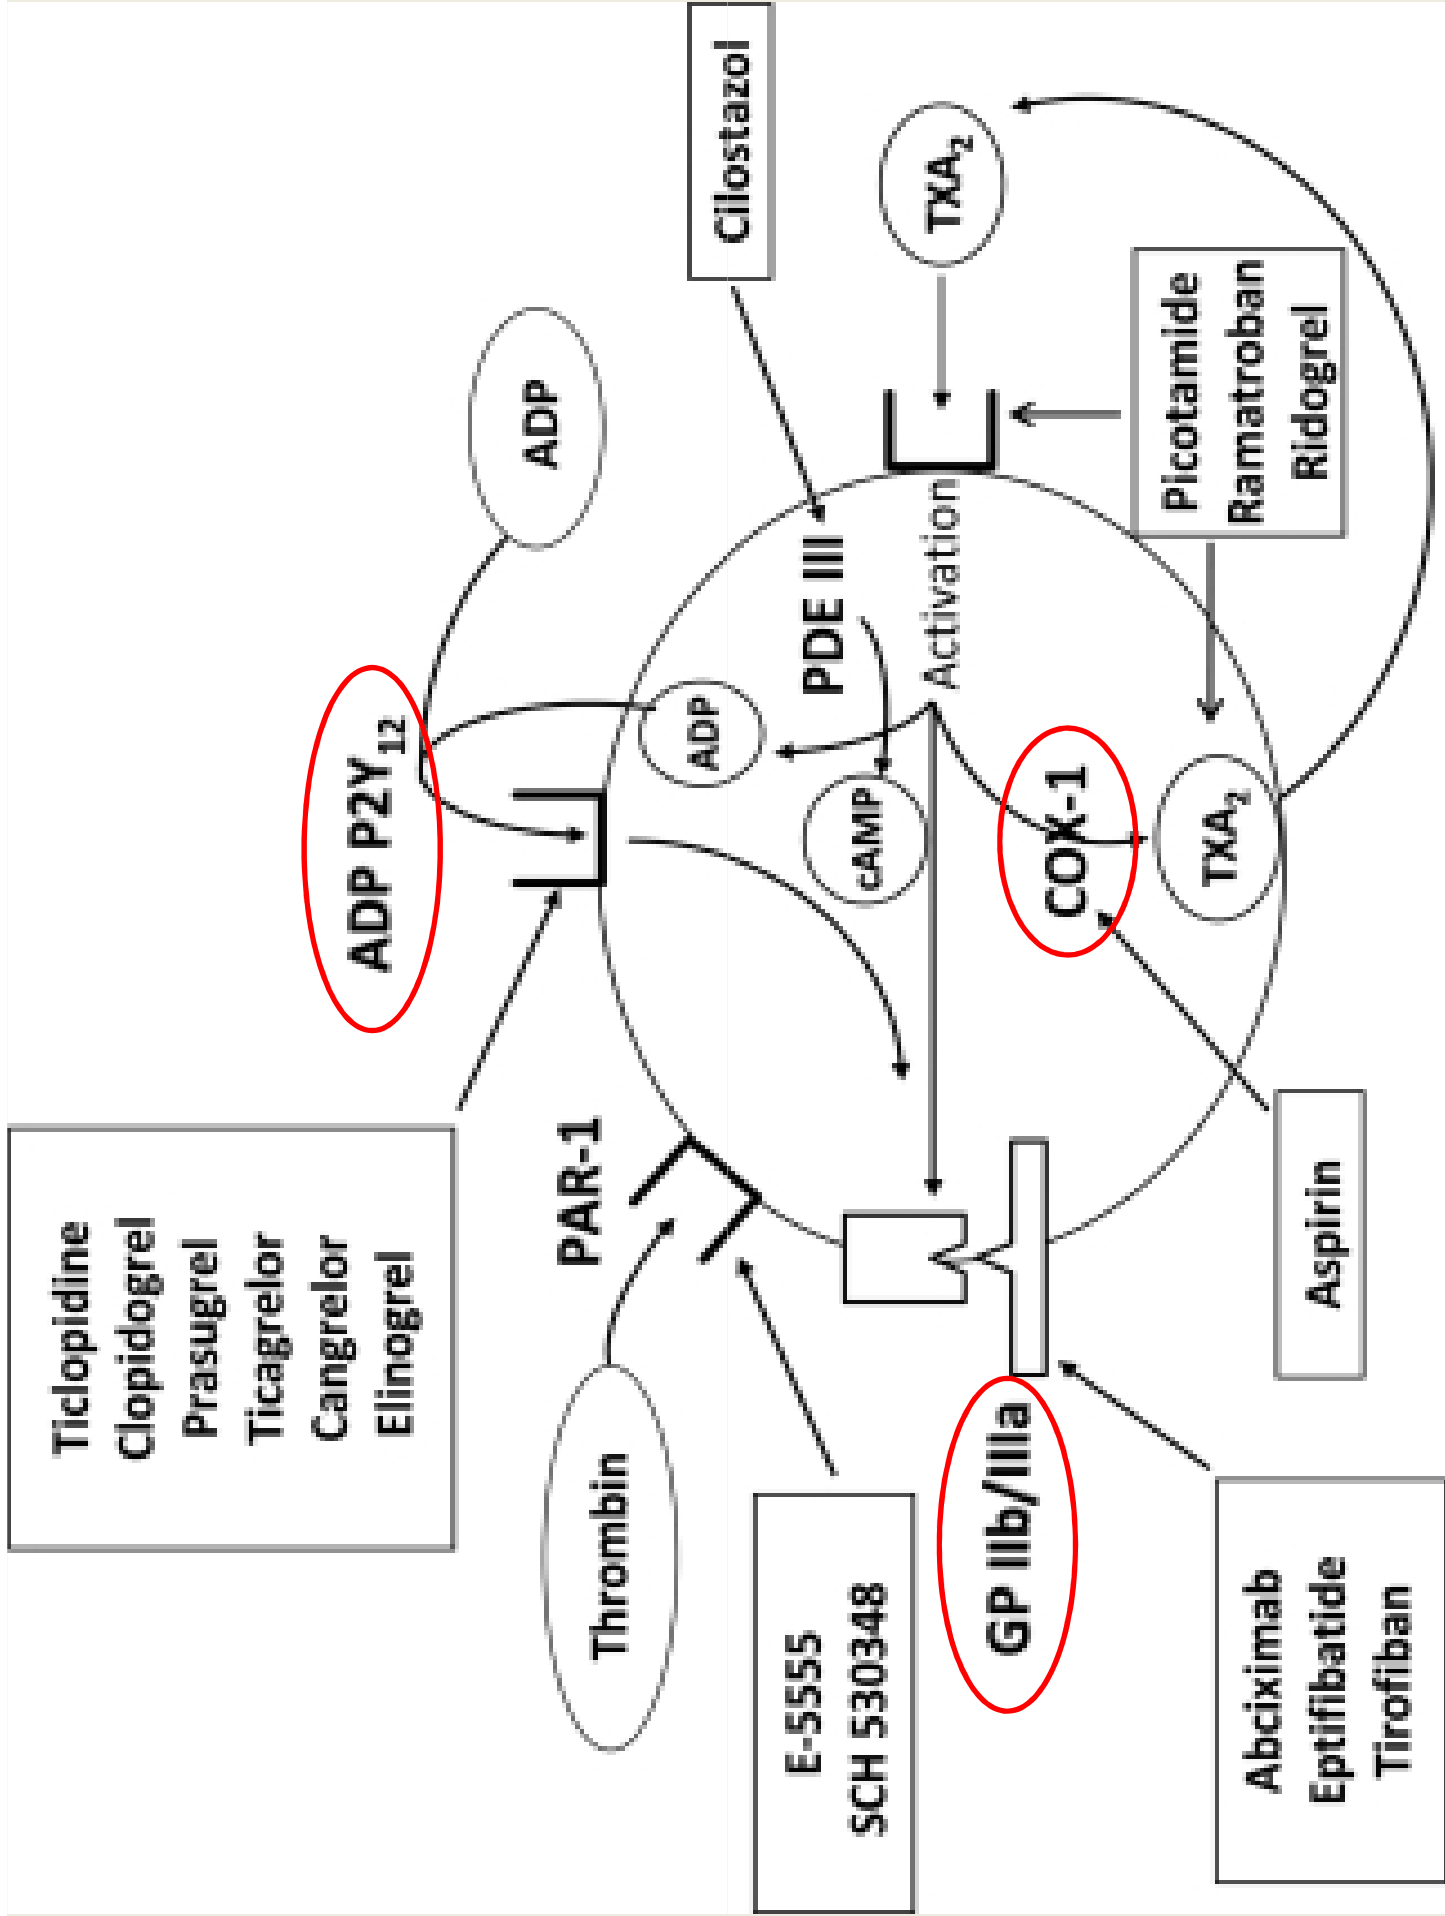 Ticlopidine
Clopidogrel
Prasugrel
Ticagrelor
Cangrelor
Elinogrel
ADP P2Y12
ADP
Thrombin
PAR-1
ADP
Cilostazol
E-5555
SCH 530348
PDE III
cAMP
Activation
TXA2
GP IIb/IIIa
COX-1
Abciximab
Eptifibatide
Tirofiban
Aspirin
TXA2
Picotamide
Ramatroban
Ridogrel